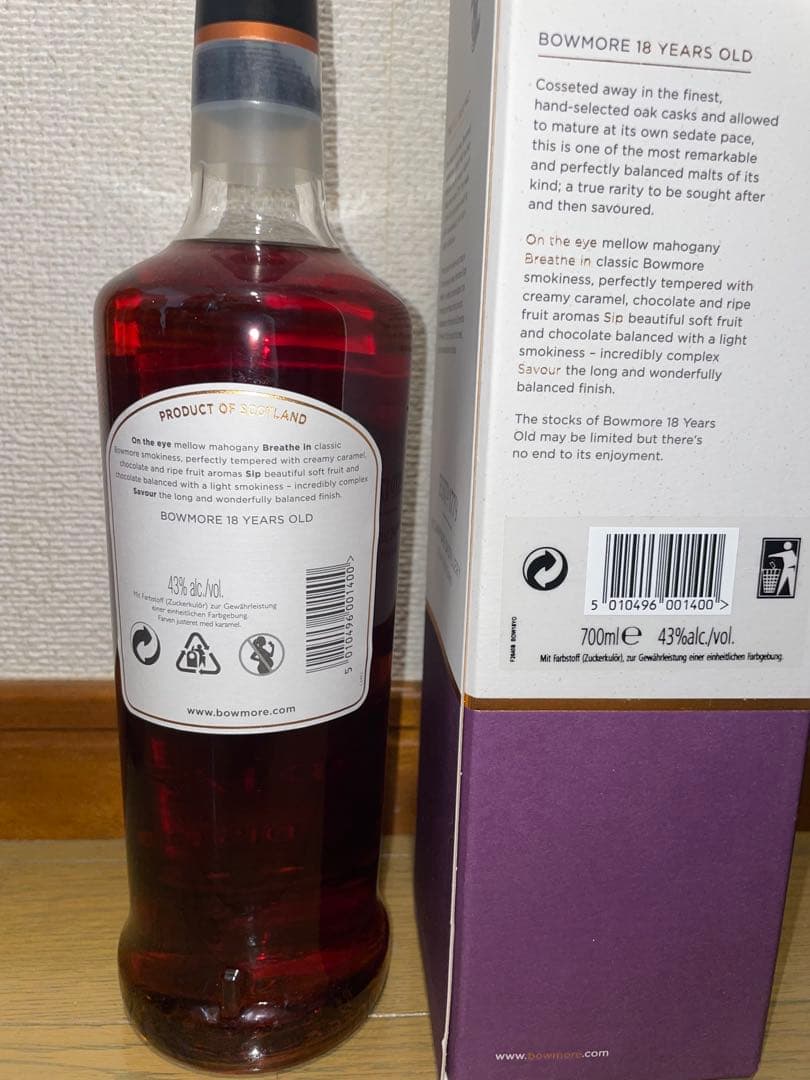 PRODUCT OF SCOTLAND
On the eye mellow mahogany Breathe in classic
Bowmore smokiness, perfectly tempered with creamy caramel,
chocolate and ripe fruit aromas Sip beautiful soft fruit and
chocolate balanced with a light smokiness – incredibly complex
Savour the long and wonderfully balanced finish.
BOWMORE 18 YEARS OLD
43% alc./vol.
Mit Farbstoff (Zuckerkulör) zur Gewährleistung
einer einheitlichen Farbgebung.
Farven justeret med karamel.
5 010496 001400 >
www.bowmore.com
BOWMORE 18 YEARS OLD
Cosseted away in the finest,
hand-selected oak casks and allowed
to mature at its own sedate pace,
this is one of the most remarkable
and perfectly balanced malts of its
kind; a true rarity to be sought after
and then savoured.
On the eye mellow mahogany
Breathe in classic Bowmore
smokiness, perfectly tempered with
creamy caramel, chocolate and ripe
fruit aromas Sip beautiful soft fruit
and chocolate balanced with a light
smokiness – incredibly complex
Savour the long and wonderfully
balanced finish.
The stocks of Bowmore 18 Years
Old may be limited but there's
no end to its enjoyment.
5 010496 001400 >
700ml e 43%alc./vol.
Mit Farbstoff (Zuckerkulör), zur Gewährleistung einer einheitlichen Farbgebung.
www.bowmore.com